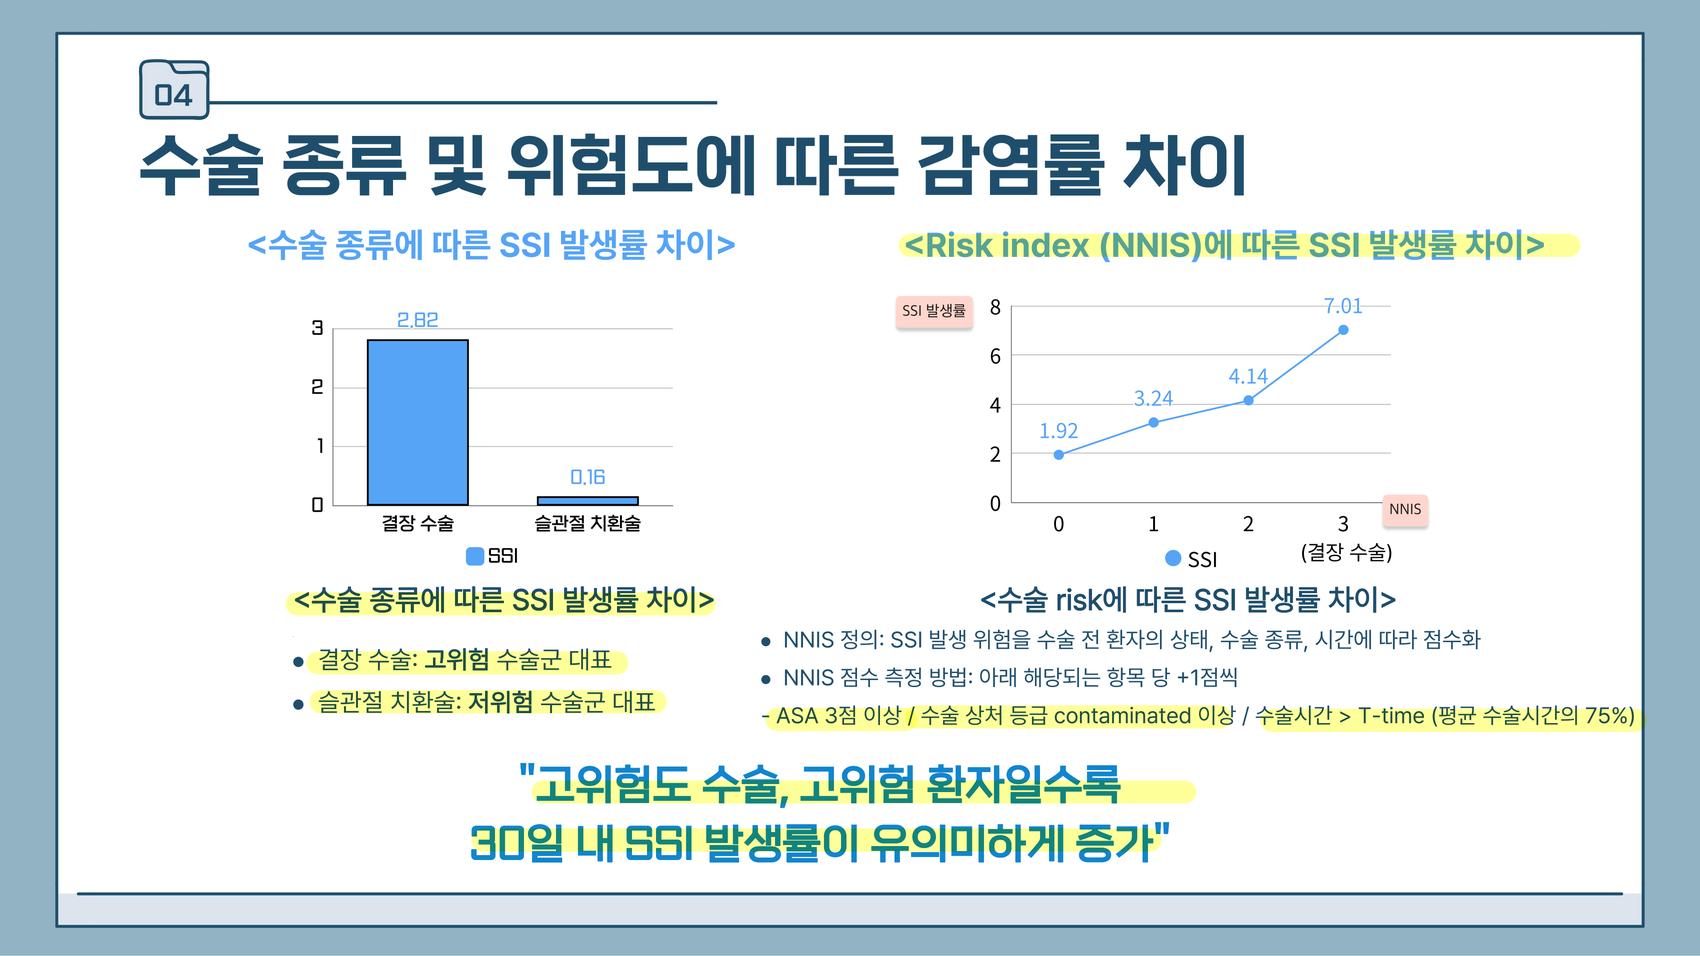 04
수술 종류 및 위험도에 따른 감염률 차이
<수술 종류에 따른 SSI 발생률 차이>
3
2
1
0
2.82
0.16
결장 수술
슬관절 치환술
SSI
<수술 종류에 따른 SSI 발생률 차이>
● 결장 수술: 고위험 수술군 대표
● 슬관절 치환술: 저위험 수술군 대표
<Risk index (NNIS)에 따른 SSI 발생률 차이>
SSI 발생률
8
6
4
2
0
1.92
3.24
4.14
7.01
0
1
2
3
(결장 수술)
NNIS
SSI
<수술 risk에 따른 SSI 발생률 차이>
● NNIS 정의: SSI 발생 위험을 수술 전 환자의 상태, 수술 종류, 시간에 따라 점수화
● NNIS 점수 측정 방법: 아래 해당되는 항목 당 +1점씩
- ASA 3점 이상 / 수술 상처 등급 contaminated 이상 / 수술시간 > T-time (평균 수술시간의 75%)
"고위험도 수술, 고위험 환자일수록
30일 내 SSI 발생률이 유의미하게 증가"